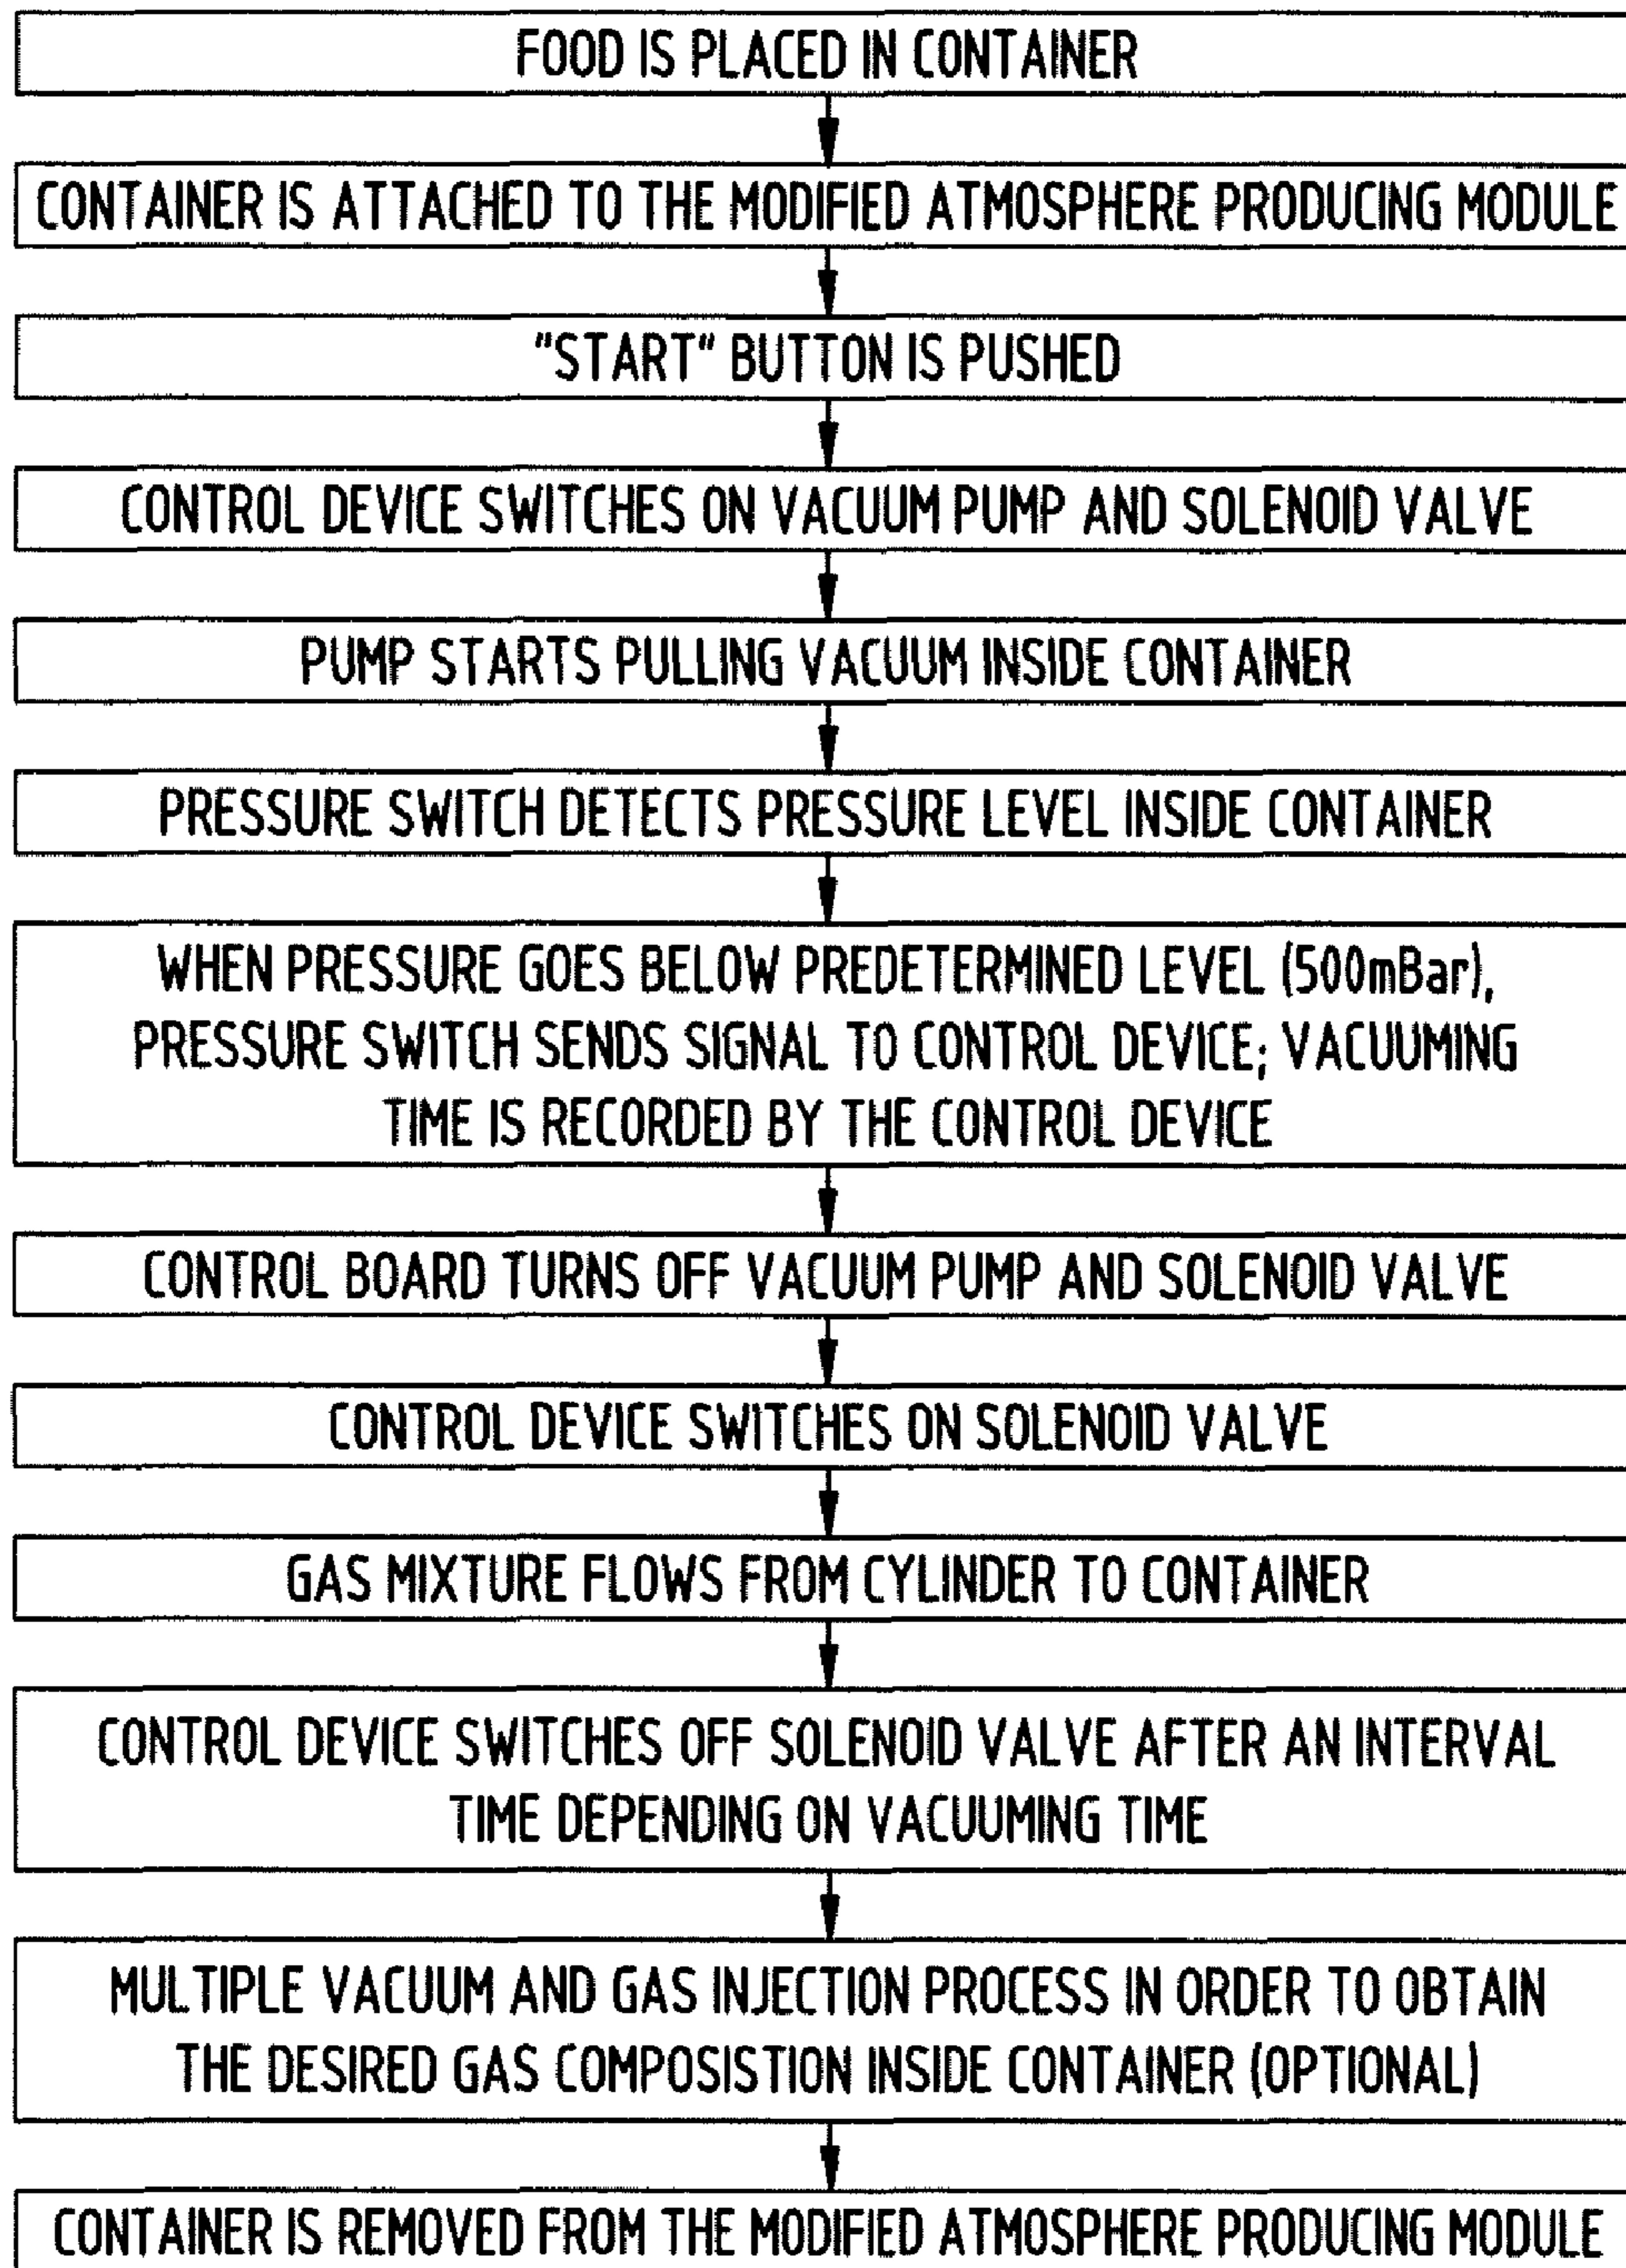 FOOD IS PLACED IN CONTAINER
CONTAINER IS ATTACHED TO THE MODIFIED ATMOSPHERE PRODUCING MODULE
"START" BUTTON IS PUSHED
CONTROL DEVICE SWITCHES ON VACUUM PUMP AND SOLENOID VALVE
PUMP STARTS PULLING VACUUM INSIDE CONTAINER
PRESSURE SWITCH DETECTS PRESSURE LEVEL INSIDE CONTAINER
WHEN PRESSURE GOES BELOW PREDETERMINED LEVEL (500mBar),
PRESSURE SWITCH SENDS SIGNAL TO CONTROL DEVICE; VACUUMING
TIME IS RECORDED BY THE CONTROL DEVICE
CONTROL BOARD TURNS OFF VACUUM PUMP AND SOLENOID VALVE
CONTROL DEVICE SWITCHES ON SOLENOID VALVE
GAS MIXTURE FLOWS FROM CYLINDER TO CONTAINER
CONTROL DEVICE SWITCHES OFF SOLENOID VALVE AFTER AN INTERVAL
TIME DEPENDING ON VACUUMING TIME
MULTIPLE VACUUM AND GAS INJECTION PROCESS IN ORDER TO OBTAIN
THE DESIRED GAS COMPOSISTION INSIDE CONTAINER (OPTIONAL)
CONTAINER IS REMOVED FROM THE MODIFIED ATMOSPHERE PRODUCING MODULE